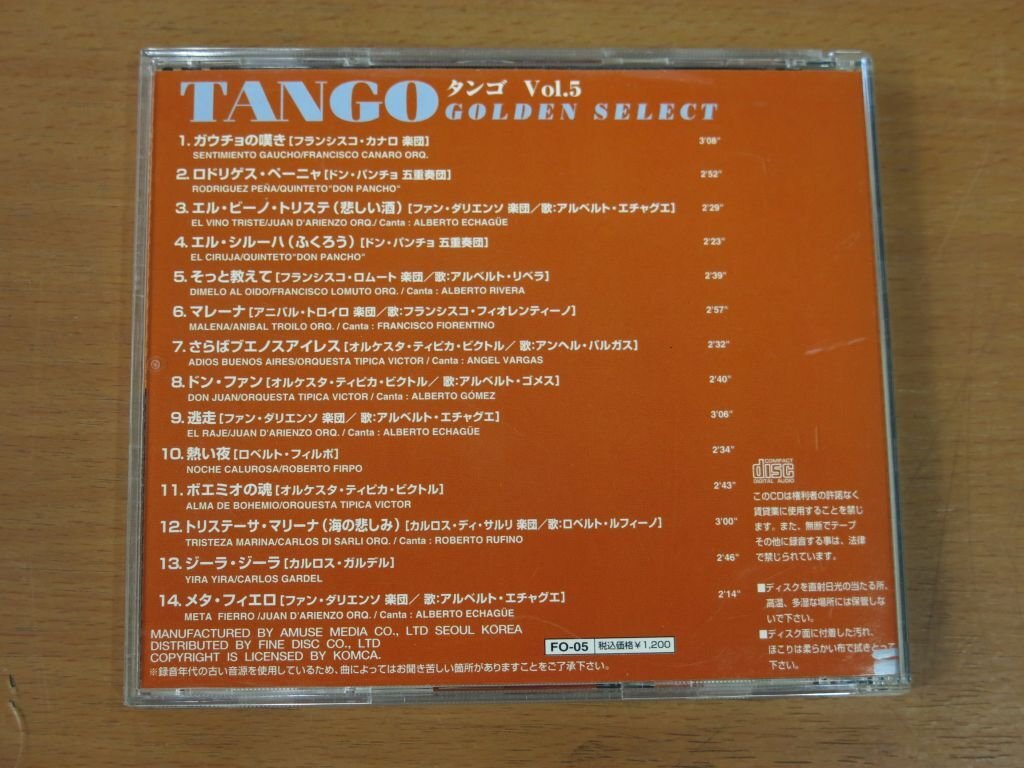 TANGO タンゴ Vol.5
GOLDEN SELECT
1. ガウチョの嘆き [フランシスコ・カナロ 楽団] 3'08"
SENTIMIENTO GAUCHO/FRANCISCO CANARO ORQ.
2. ロドリゲス・ペーニャ [ドン・パンチョ 五重奏団] 2'52"
RODRIGUEZ PEÑA/QUINTETO"DON PANCHO"
3. エル・ビーノ・トリステ(悲しい酒) [ファン・ダリエンソ 楽団/歌:アルベルト・エチャグエ] 2'29"
EL VINO TRISTE/JUAN D'ARIENZO ORQ./ Canta : ALBERTO ECHAGÜE
4. エル・シルーハ(ふくろう) [ドン・パンチョ 五重奏団] 2'23"
EL CIRUJA/QUINTETO"DON PANCHO"
5. そっと教えて [フランシスコ・ロムート 楽団/歌:アルベルト・リベラ] 2'39"
DIMELO AL OIDO/FRANCISCO LOMUTO ORQ. / Canta : ALBERTO RIVERA
6. マレーナ [アニバル・トロイロ 楽団/歌:フランシスコ・フィオレンティーノ] 2'57"
MALENA/ANIBAL TROILO ORQ. / Canta : FRANCISCO FIORENTINO
7. さらばブエノスアイレス [オルケスタ・ティピカ・ビクトル/ 歌:アンヘル・バルガス] 2'32"
ADIOS BUENOS AIRES/ORQUESTA TIPICA VICTOR / Canta : ANGEL VARGAS
8. ドン・ファン [オルケスタ・ティピカ・ビクトル/ 歌:アルベルト・ゴメス] 2'40"
DON JUAN/ORQUESTA TIPICA VICTOR / Canta : ALBERTO GÓMEZ
9. 逃走 [ファン・ダリエンソ 楽団/ 歌:アルベルト・エチャグエ] 3'06"
EL RAJE/JUAN D'ARIENZO ORQ. / Canta : ALBERTO ECHAGÜE
10. 熱い夜 [ロベルト・フィルポ] 2'34"
NOCHE CALUROSA/ROBERTO FIRPO
11. ボエミオの魂 [オルケスタ・ティピカ・ビクトル] 2'43"
ALMA DE BOHEMIO/ORQUESTA TIPICA VICTOR
12. トリステーサ・マリーナ(海の悲しみ) [カルロス・ディ・サルリ 楽団/歌:ロベルト・ルフィーノ] 3'00"
TRISTEZA MARINA/CARLOS DI SARLI ORQ. / Canta : ROBERTO RUFINO
13. ジーラ・ジーラ [カルロス・ガルデル] 2'46"
YIRA YIRA/CARLOS GARDEL
14. メタ・フィエロ [ファン・ダリエンソ 楽団/ 歌:アルベルト・エチャグエ] 2'14"
META FIERRO /JUAN D'ARIENZO ORQ. / Canta : ALBERTO ECHAGÜE
MANUFACTURED BY AMUSE MEDIA CO., LTD SEOUL KOREA
DISTRIBUTED BY FINE DISC CO., LTD
COPYRIGHT IS LICENSED BY KOMCA.
※録音年代の古い音源を使用しているため、曲によってはお聞き苦しい箇所がありますことをご了承下さい。
FO-05 税込価格¥1,200
COMPACT
disc
DIGITAL AUDIO
このCDは権利者の許諾なく
賃貸業に使用することを禁じ
ます。また、無断でテープ
その他に録音する事は、法律
で禁じられています。
■ディスクを直射日光の当たる所、
高温、多湿な場所には保管しな
いで下さい。
■ディスク面に付着した汚れ、
ほこりは柔らかい布で拭きとって
下さい。